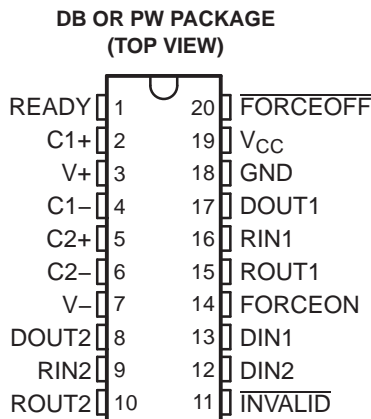 DB OR PW PACKAGE
(TOP VIEW)
READY 1 20 FORCEOFF
C1+ 2 19 VCC
V+ 3 18 GND
C1− 4 17 DOUT1
C2+ 5 16 RIN1
C2− 6 15 ROUT1
V− 7 14 FORCEON
DOUT2 8 13 DIN1
RIN2 9 12 DIN2
ROUT2 10 11 INVALID